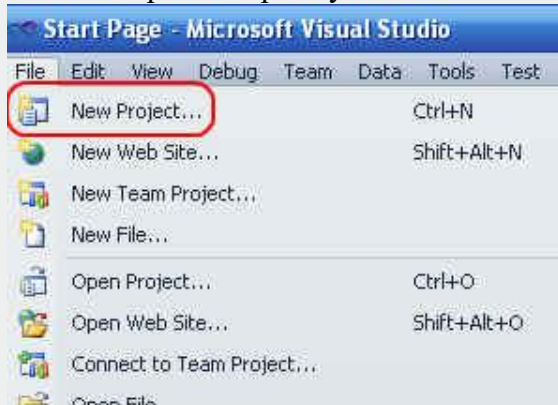 Start Page - Microsoft Visual Studio
File Edit View Debug Team Data Tools Test
New Project... Ctrl+N
New Web Site... Shift+Alt+N
New Team Project...
New File...
Open Project... Ctrl+O
Open Web Site... Shift+Alt+O
Connect to Team Project...
Open File